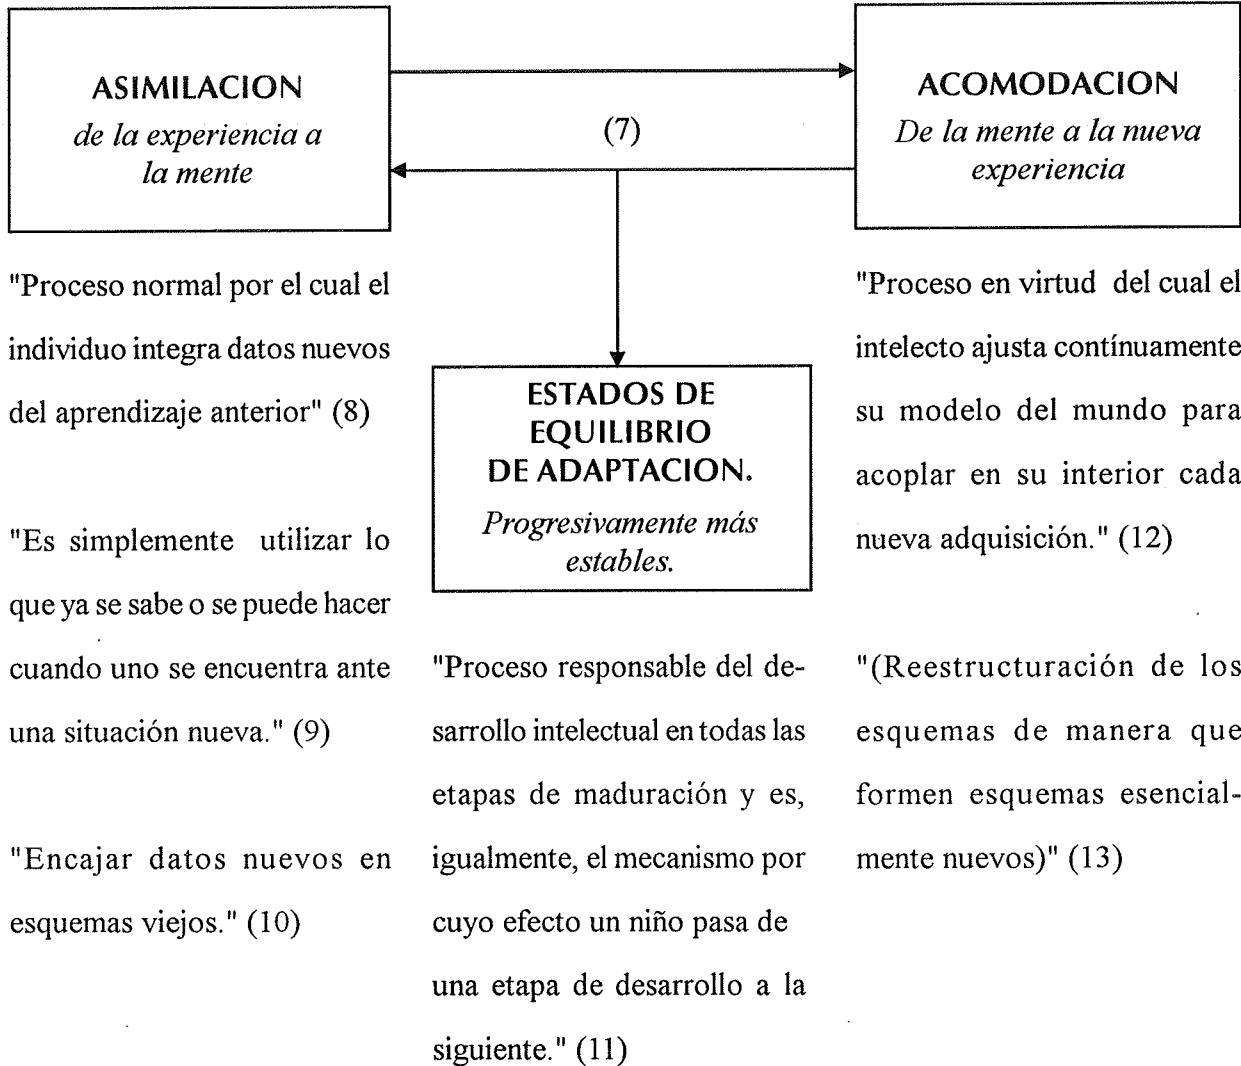 ASIMILACION
de la experiencia a
la mente
(7)
ACOMODACION
De la mente a la nueva
experiencia
"Proceso normal por el cual el
individuo integra datos nuevos
del aprendizaje anterior" (8)
"Es simplemente utilizar lo
que ya se sabe o se puede hacer
cuando uno se encuentra ante
una situación nueva." (9)
"Encajar datos nuevos en
esquemas viejos." (10)
ESTADOS DE
EQUILIBRIO
DE ADAPTACION.
Progresivamente más
estables.
"Proceso responsable del de-
sarrollo intelectual en todas las
etapas de maduración y es,
igualmente, el mecanismo por
cuyo efecto un niño pasa de
una etapa de desarrollo a la
siguiente." (11)
"Proceso en virtud del cual el
intelecto ajusta contínuamente
su modelo del mundo para
acoplar en su interior cada
nueva adquisición." (12)
"(Reestructuración de los
esquemas de manera que
formen esquemas esencial-
mente nuevos)" (13)